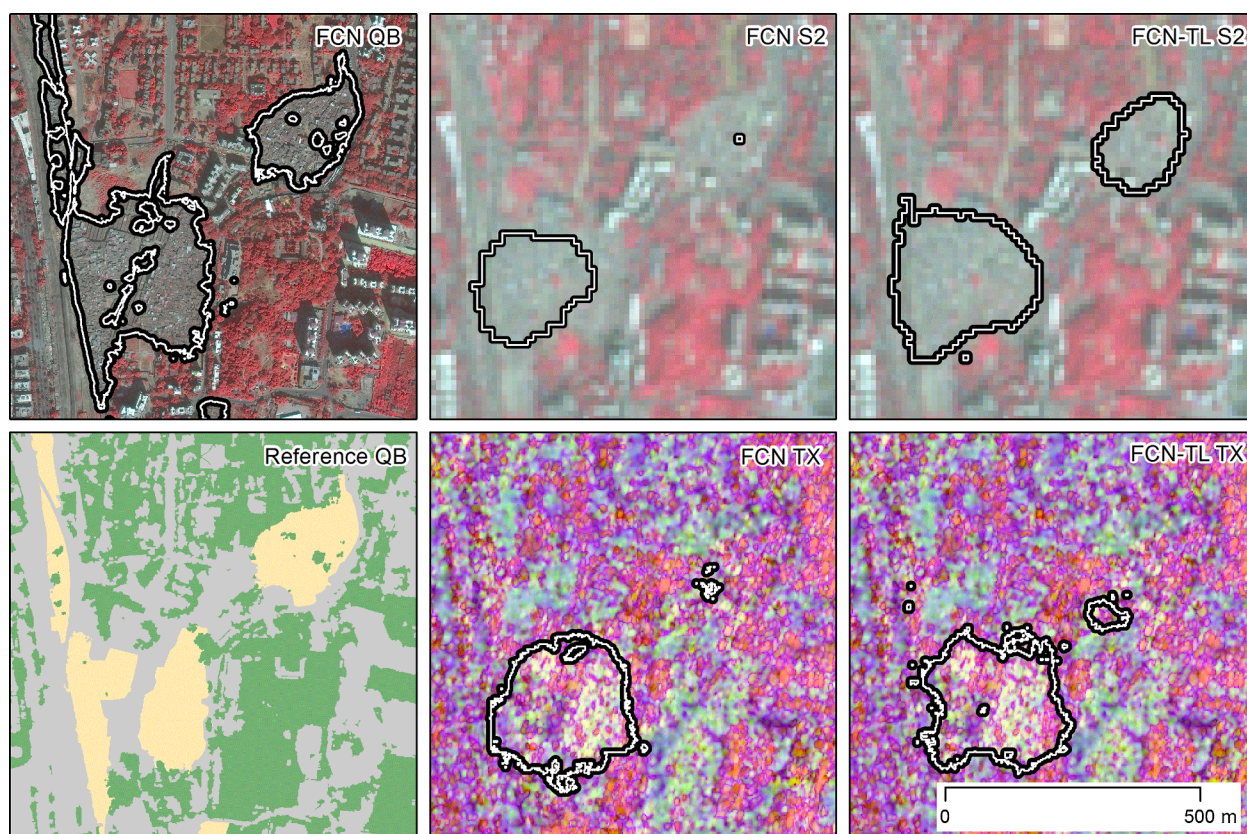 FCN QB
FCN S2
FCN-TL S2
Reference QB
FCN TX
FCN-TL TX
0
500 m